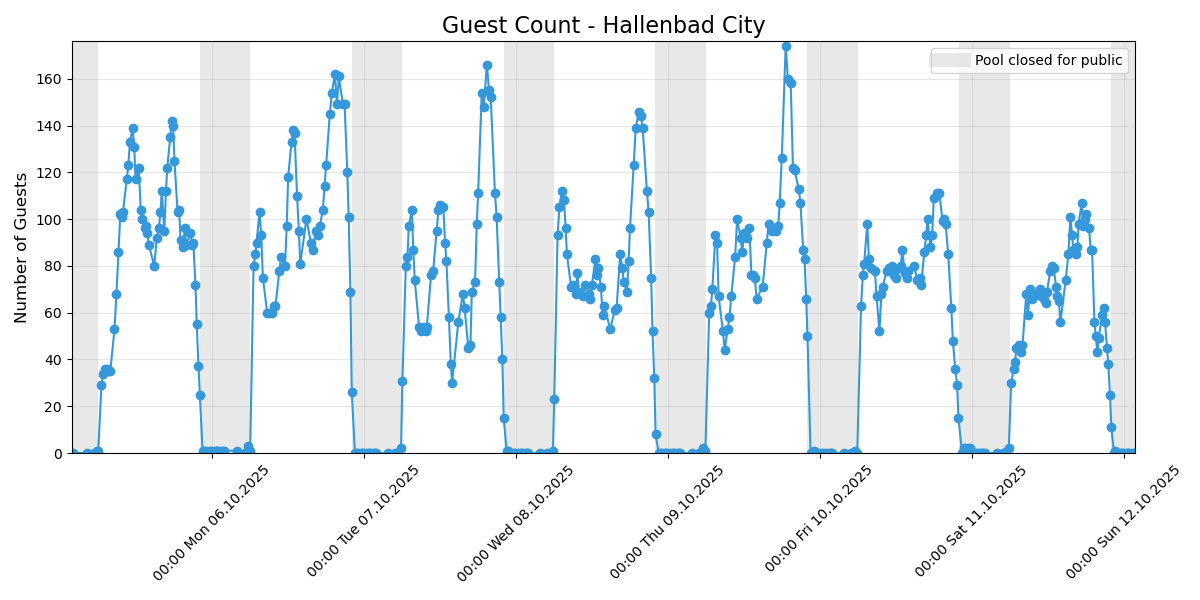 Guest Count - Hallenbad City
Pool closed for public
Number of Guests
160
140
120
100
80
60
40
20
0
00:00 Mon 06.10.2025
00:00 Tue 07.10.2025
00:00 Wed 08.10.2025
00:00 Thu 09.10.2025
00:00 Fri 10.10.2025
00:00 Sat 11.10.2025
00:00 Sun 12.10.2025